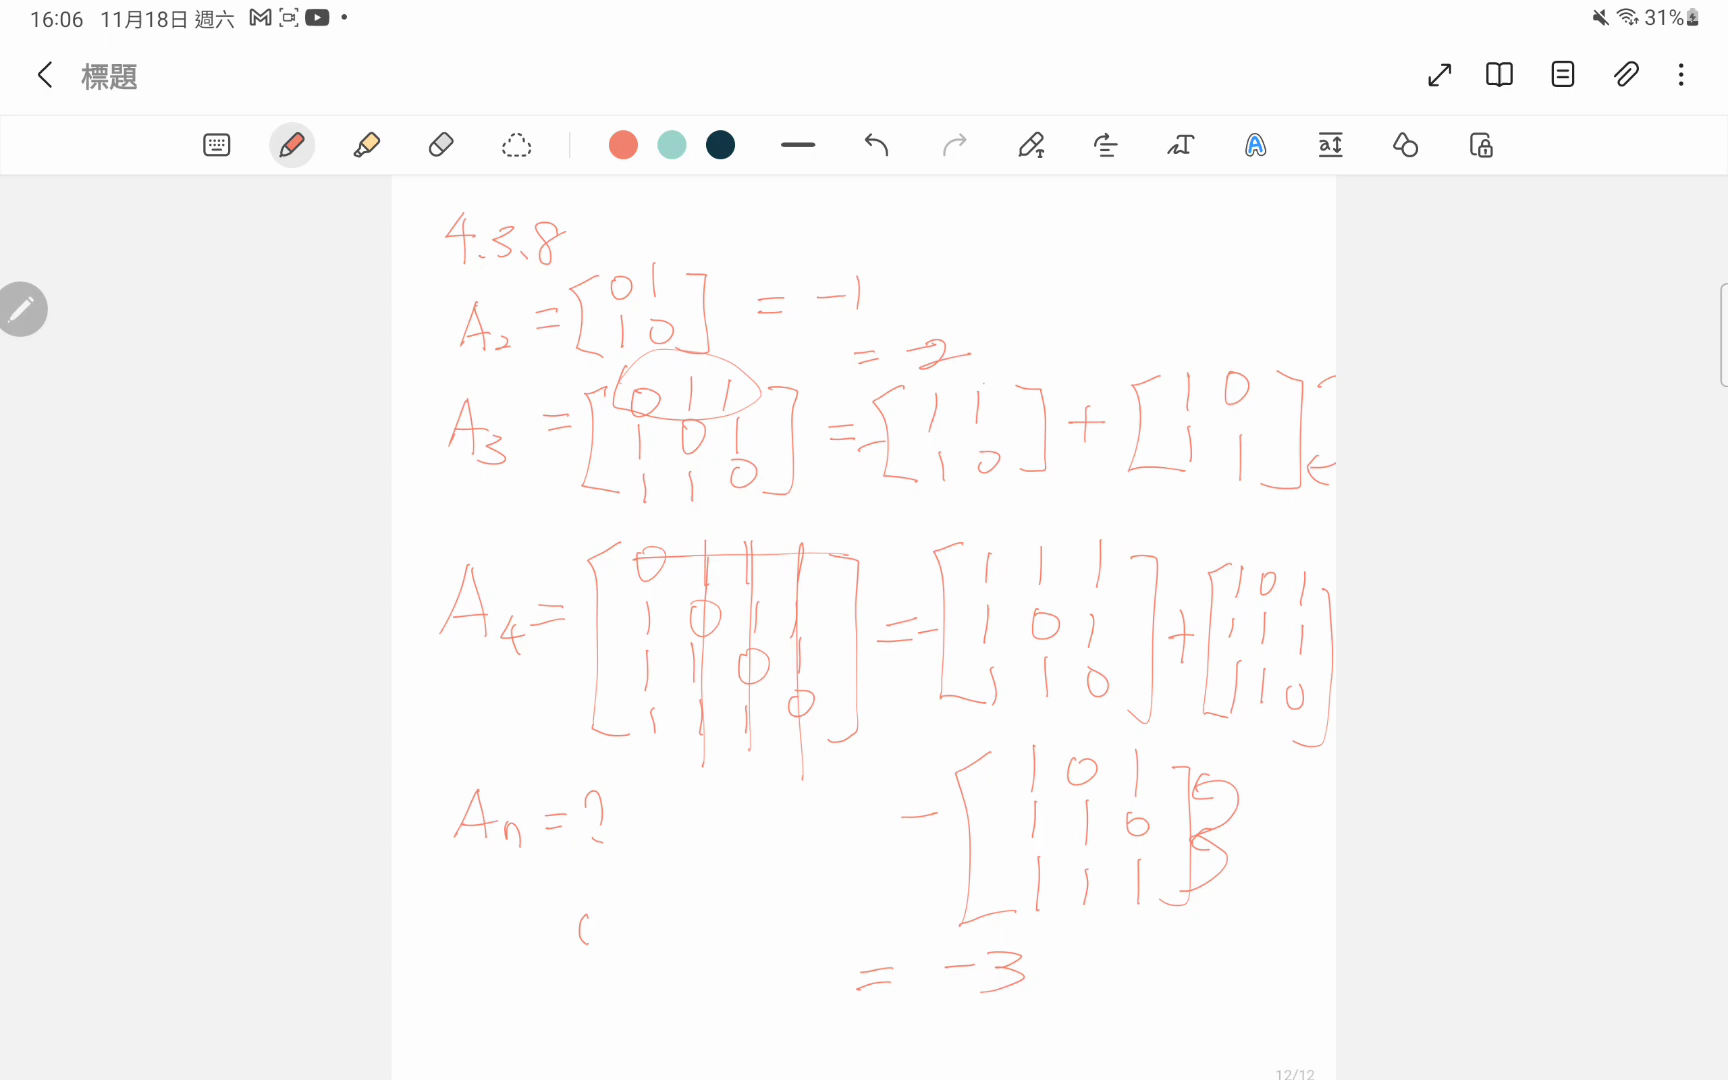 16:06 11月18日 週六 31%
標題
4.3.8
A2 = [0 1
1 0] = -1
= 2
A3 = [0 1 1
1 0 1
1 1 0] = -[1 1
1 0] + [1 0
1 1]
A4 = [0 1 1 1
1 0 1 1
1 1 0 1
1 1 1 0] = -[1 1 1
1 0 1
1 1 0] + [1 0 1
1 1 1
1 1 0]
- [1 0 1
1 1 0
1 1 1]
An = ?
(
= -3
12/12